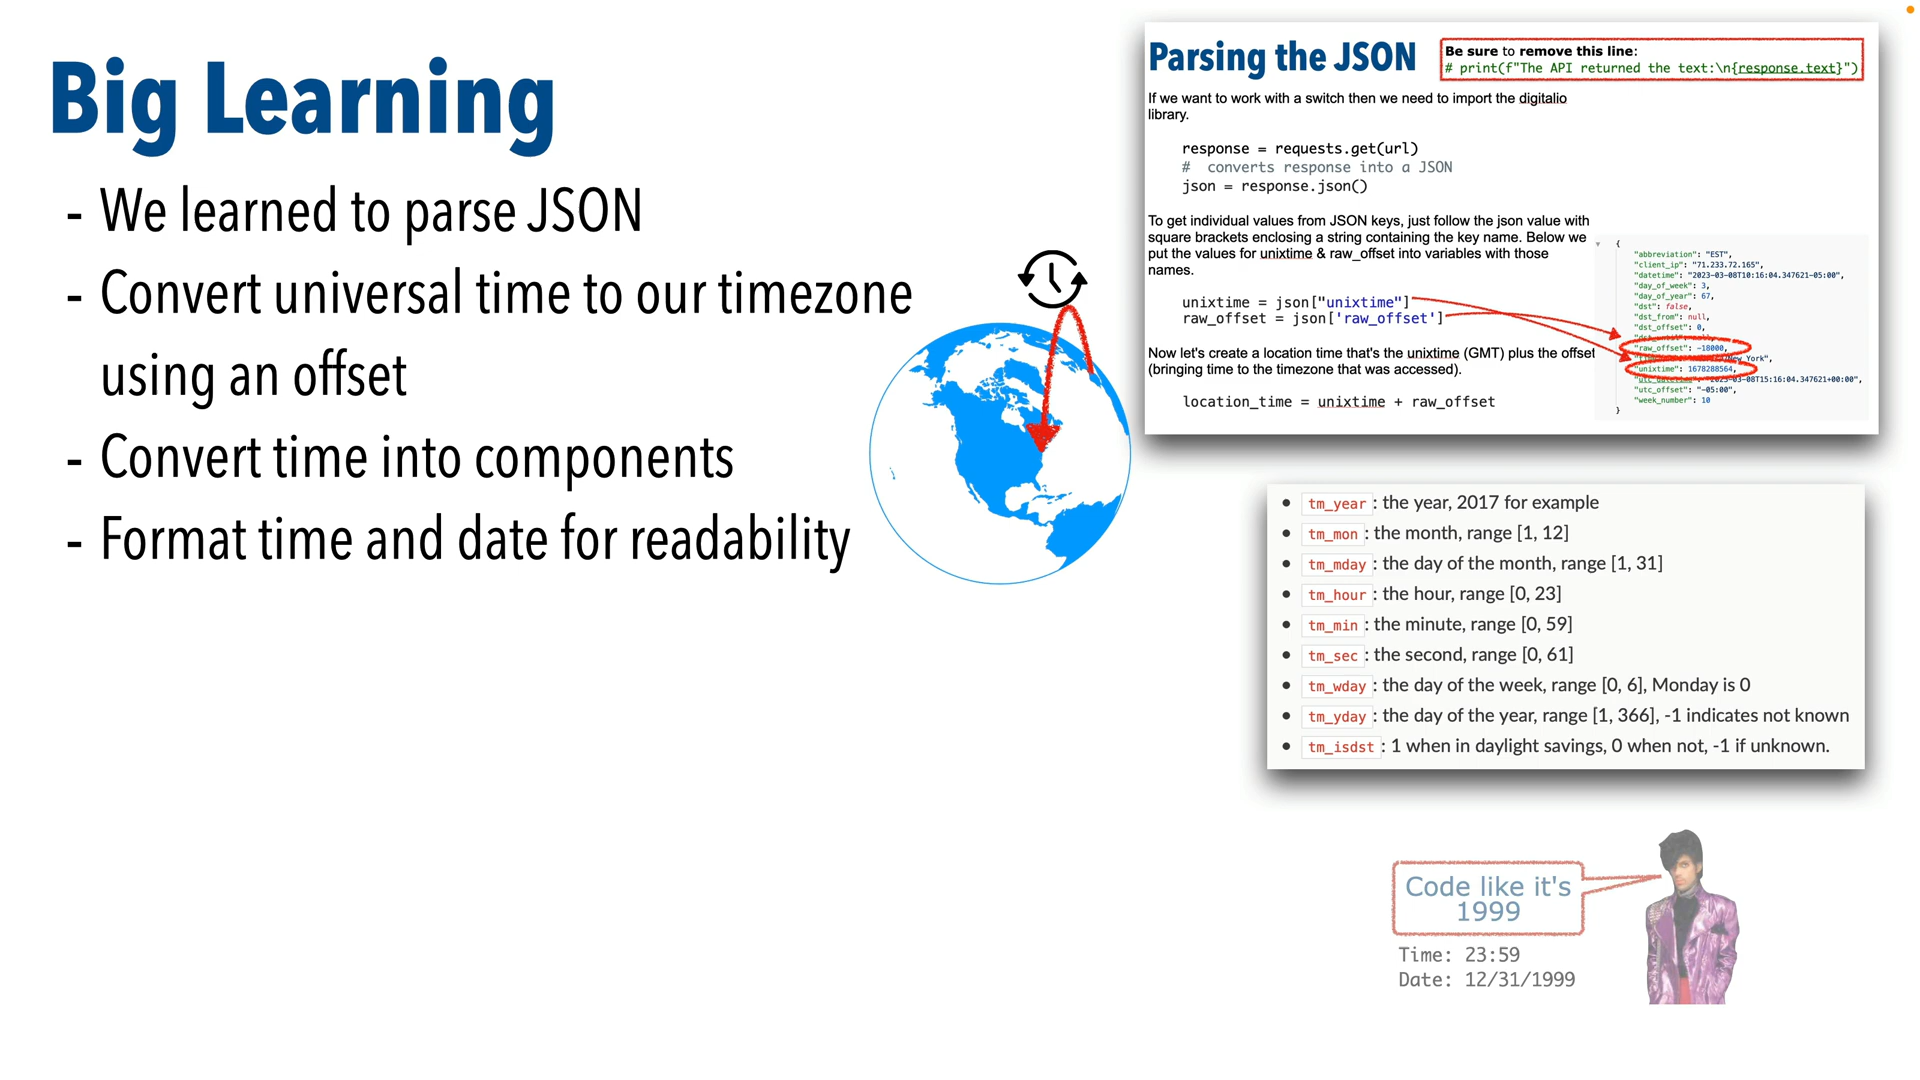 Big Learning
- We learned to parse JSON
- Convert universal time to our timezone
using an offset
- Convert time into components
- Format time and date for readability
Parsing the JSON
Be sure to remove this line:
# print(f"The API returned the text:\n{response.text}")
If we want to work with a switch then we need to import the digitalio
library.
response = requests.get(url)
#  converts response into a JSON
json = response.json()
To get individual values from JSON keys, just follow the json value with
square brackets enclosing a string containing the key name. Below we
put the values for unixtime & raw_offset into variables with those
names.
unixtime = json["unixtime"]
raw_offset = json['raw_offset']
Now let's create a location time that's the unixtime (GMT) plus the offset
(bringing time to the timezone that was accessed).
location_time = unixtime + raw_offset
{
"abbreviation": "EST",
"client_ip": "71.233.72.165",
"datetime": "2023-03-08T10:16:04.347621-05:00",
"day_of_week": 3,
"day_of_year": 67,
"dst": false,
"dst_from": null,
"dst_offset": 0,
"raw_offset": -18000,
York",
"unixtime": 1678288564,
"2023-03-08T15:16:04.347621+00:00",
"utc_offset": "-05:00",
"week_number": 10
}
• tm_year : the year, 2017 for example
• tm_mon : the month, range [1, 12]
• tm_mday : the day of the month, range [1, 31]
• tm_hour : the hour, range [0, 23]
• tm_min : the minute, range [0, 59]
• tm_sec : the second, range [0, 61]
• tm_wday : the day of the week, range [0, 6], Monday is 0
• tm_yday : the day of the year, range [1, 366], -1 indicates not known
• tm_isdst : 1 when in daylight savings, 0 when not, -1 if unknown.
Code like it's
1999
Time: 23:59
Date: 12/31/1999